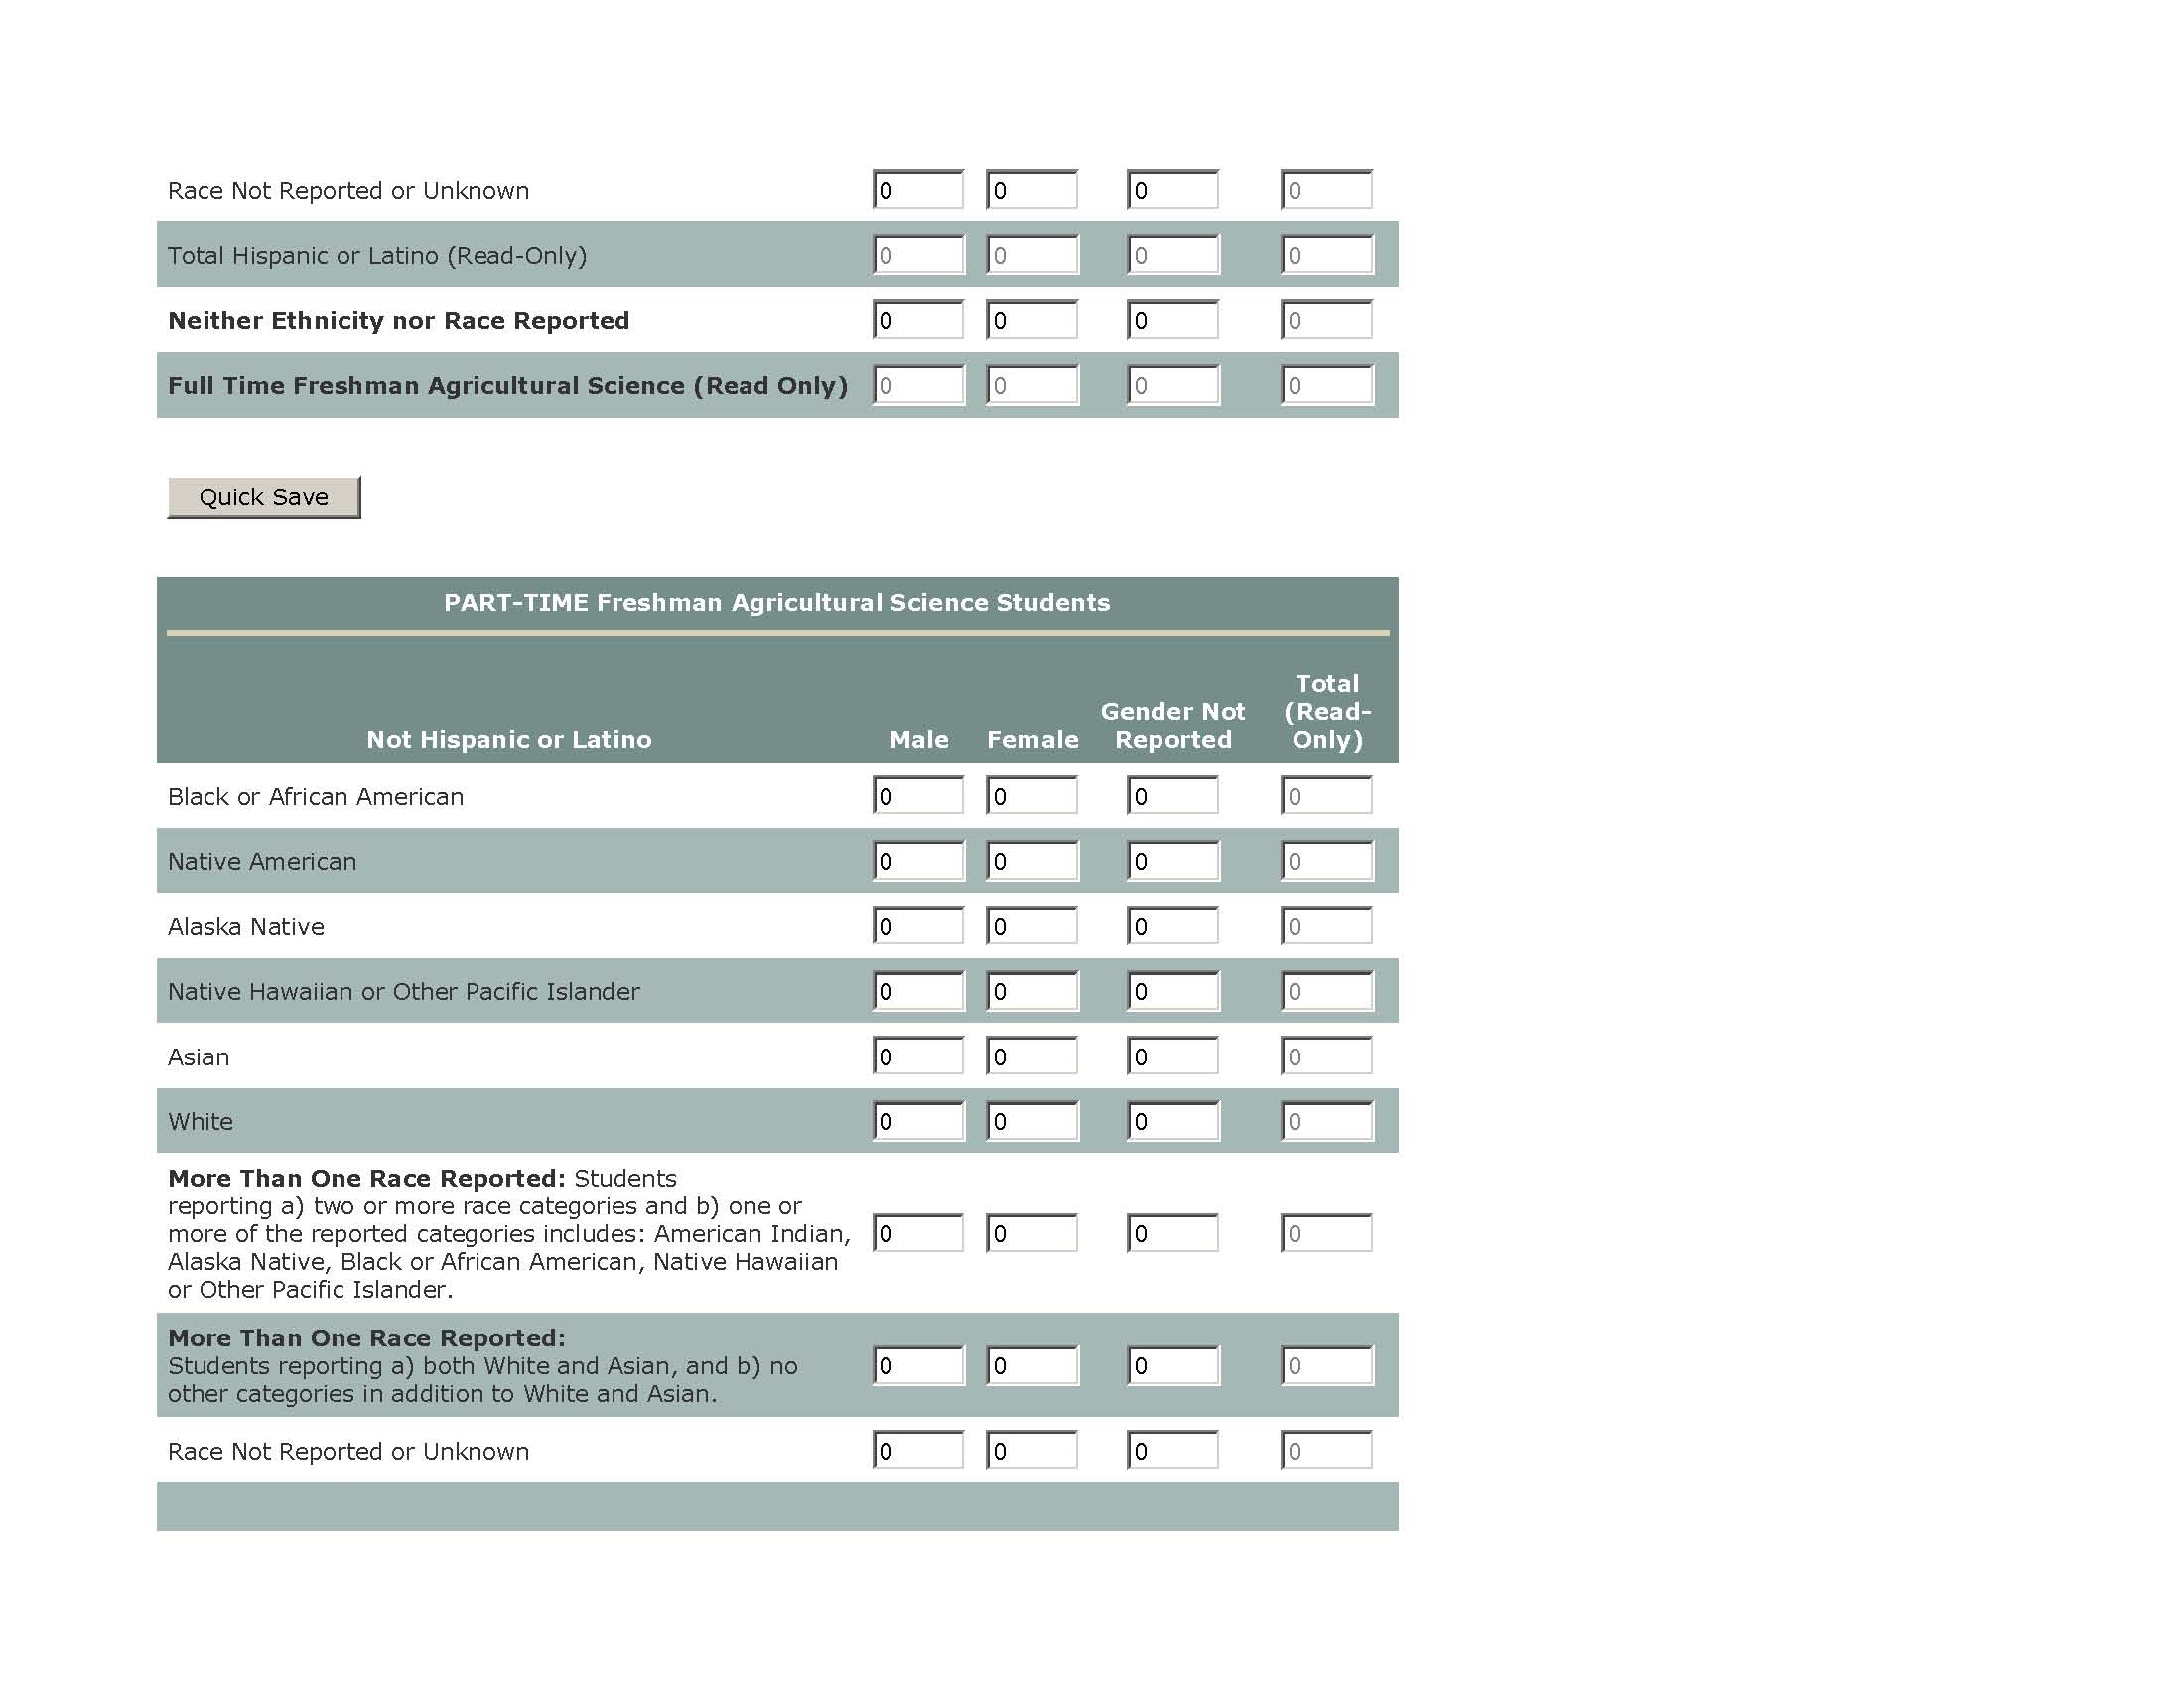 Race Not Reported or Unknown 0 0 0 0
Total Hispanic or Latino (Read-Only) 0 0 0 0
Neither Ethnicity nor Race Reported 0 0 0 0
Full Time Freshman Agricultural Science (Read Only) 0 0 0 0
Quick Save
PART-TIME Freshman Agricultural Science Students
Total
Gender Not (Read-
Not Hispanic or Latino Male Female Reported Only)
Black or African American 0 0 0 0
Native American 0 0 0 0
Alaska Native 0 0 0 0
Native Hawaiian or Other Pacific Islander 0 0 0 0
Asian 0 0 0 0
White 0 0 0 0
More Than One Race Reported: Students
reporting a) two or more race categories and b) one or
more of the reported categories includes: American Indian, 0 0 0 0
Alaska Native, Black or African American, Native Hawaiian
or Other Pacific Islander.
More Than One Race Reported:
Students reporting a) both White and Asian, and b) no 0 0 0 0
other categories in addition to White and Asian.
Race Not Reported or Unknown 0 0 0 0